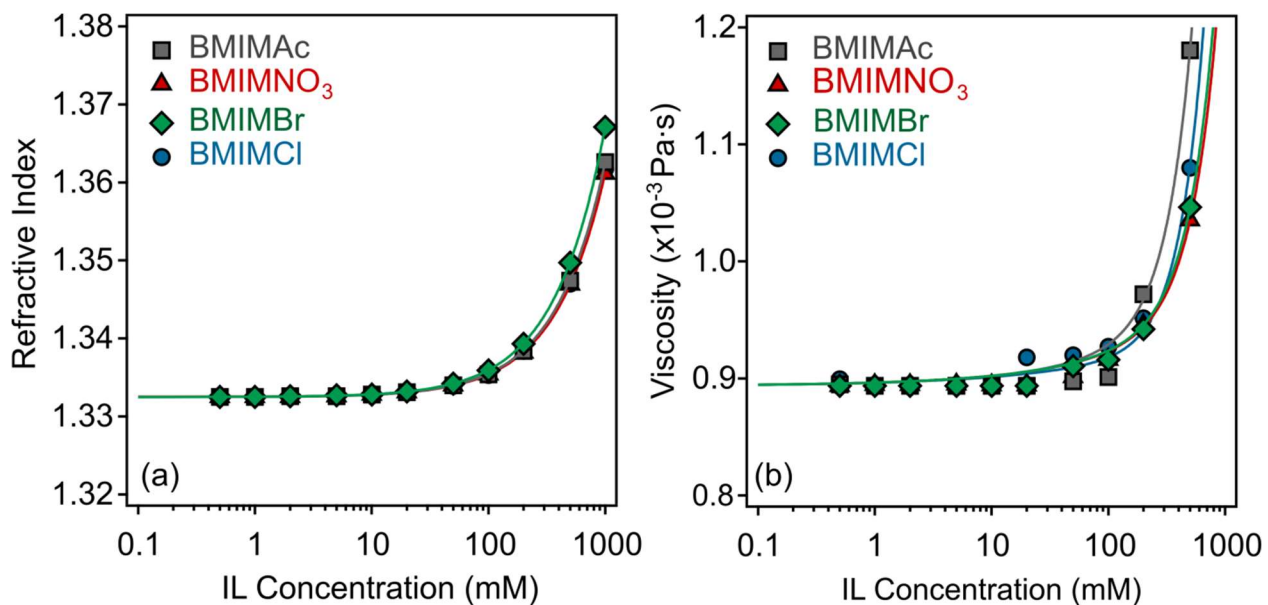 1.38
1.37
1.36
1.35
1.34
1.33
1.32
Refractive Index
BMIMAc
BMIMNO₃
BMIMBr
BMIMCl
(a)
0.1 1 10 100 1000
IL Concentration (mM)
1.2
1.1
1.0
0.9
0.8
Viscosity (x10⁻³ Pa·s)
BMIMAc
BMIMNO₃
BMIMBr
BMIMCl
(b)
0.1 1 10 100 1000
IL Concentration (mM)